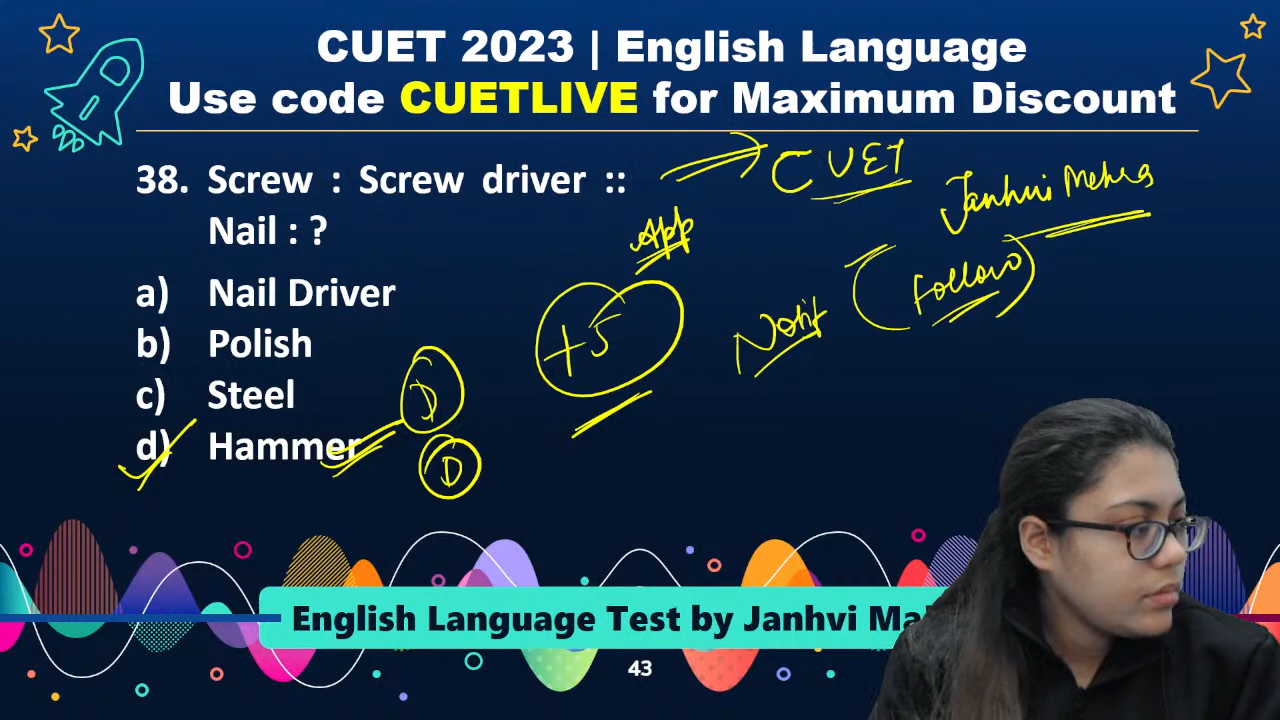 CUET 2023 | English Language
Use code CUETLIVE for Maximum Discount
38. Screw : Screw driver ::
Nail : ?
a) Nail Driver
b) Polish
c) Steel
d) Hammer
D
D
+5
App
CUET
Janhvi Mehra
(Follow)
Notif
English Language Test by Janhvi
43